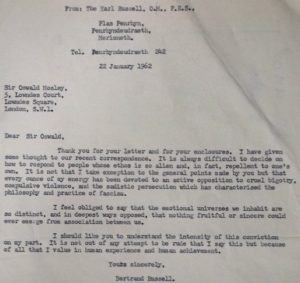 From: The Earl Russell, O.M., F.R.S.,
Plas Penrhyn,
Penrhyndeudraeth,
Merioneth.
Tel. Penrhyndeudraeth 242
22 January 1962
Sir Oswald Mosley,
5, Lowndes Court,
Lowndes Square,
London, S.W.1.
Dear Sir Oswald,
Thank you for your letter and for your enclosures. I have given
some thought to our recent correspondence. It is always difficult to decide on
how to respond to people whose ethos is so alien and, in fact, repellent to one's
own. It is not that I take exception to the general points made by you but that
every ounce of my energy has been devoted to an active opposition to cruel bigotry,
compulsive violence, and the sadistic persecution which has characterised the
philosophy and practice of fascism.
I feel obliged to say that the emotional universes we inhabit are
so distinct, and in deepest ways opposed, that nothing fruitful or sincere could
ever emerge from association between us.
I should like you to understand the intensity of this conviction
on my part. It is not out of any attempt to be rude that I say this but because
of all that I value in human experience and human achievement.
Yours sincerely,
Bertrand Russell.